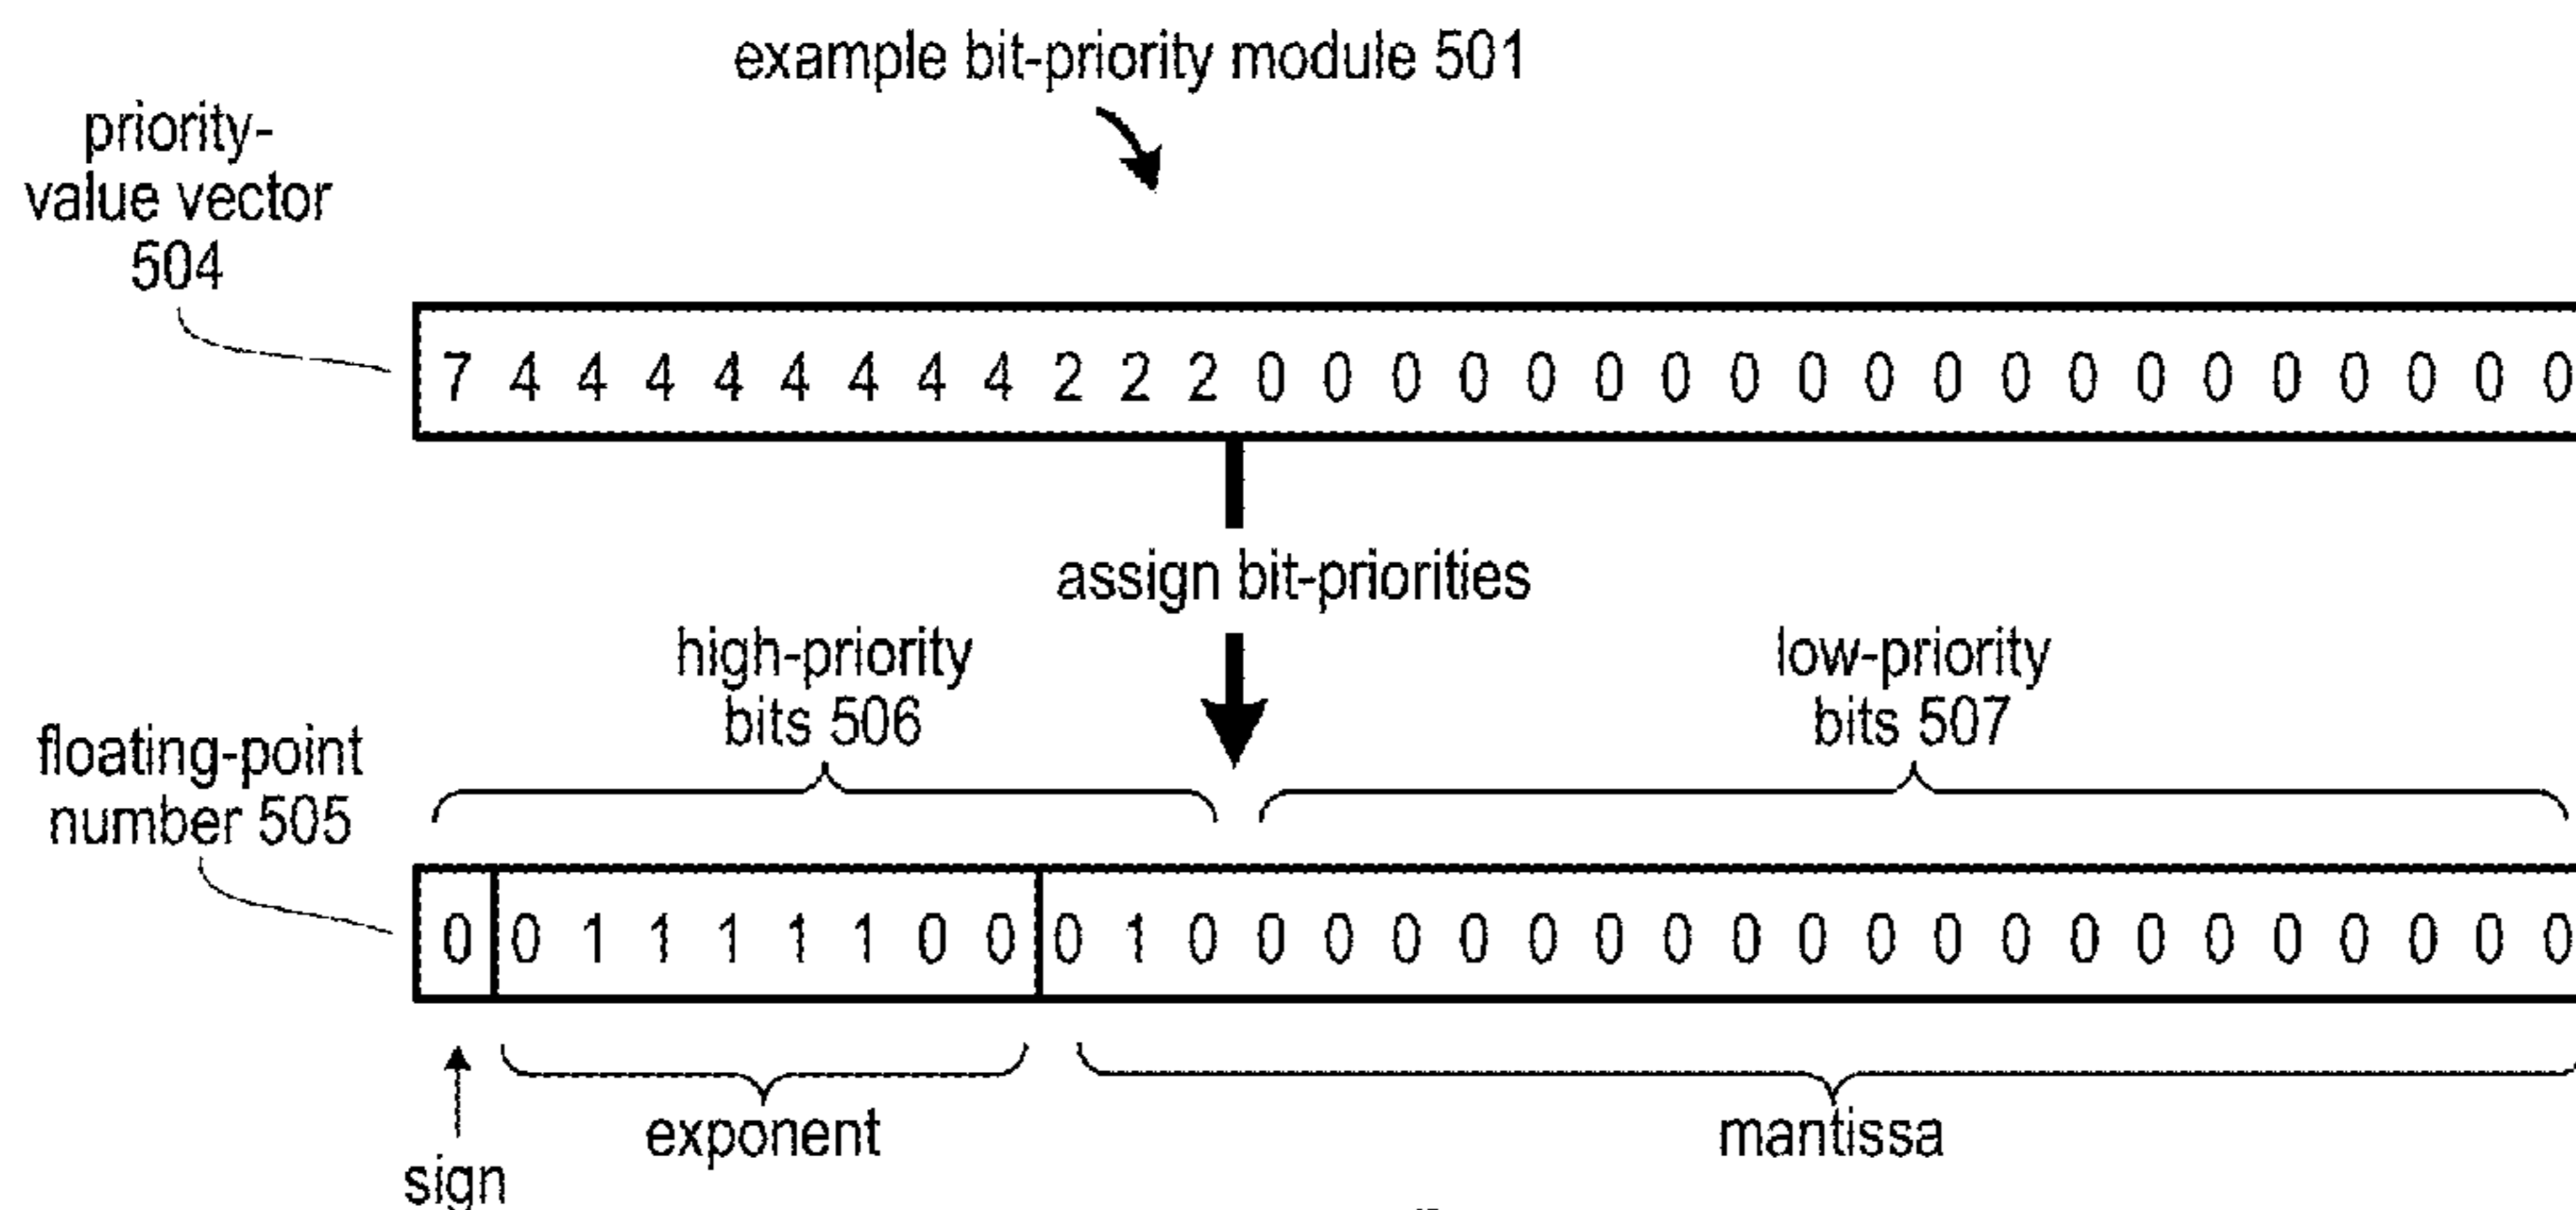 example bit-priority module 501
priority-
value vector
504
7 4 4 4 4 4 4 4 4 2 2 2 0 0 0 0 0 0 0 0 0 0 0 0 0 0 0 0 0 0 0 0
assign bit-priorities
high-priority
bits 506
low-priority
bits 507
floating-point
number 505
0 0 1 1 1 1 1 0 0 0 1 0 0 0 0 0 0 0 0 0 0 0 0 0 0 0 0 0 0 0 0 0
exponent
mantissa
sign